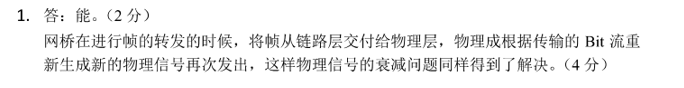 1. 答：能。（2 分）
网桥在进行帧的转发的时候，将帧从链路层交付给物理层，物理成根据传输的 Bit 流重
新生成新的物理信号再次发出，这样物理信号的衰减问题同样得到了解决。（4 分）